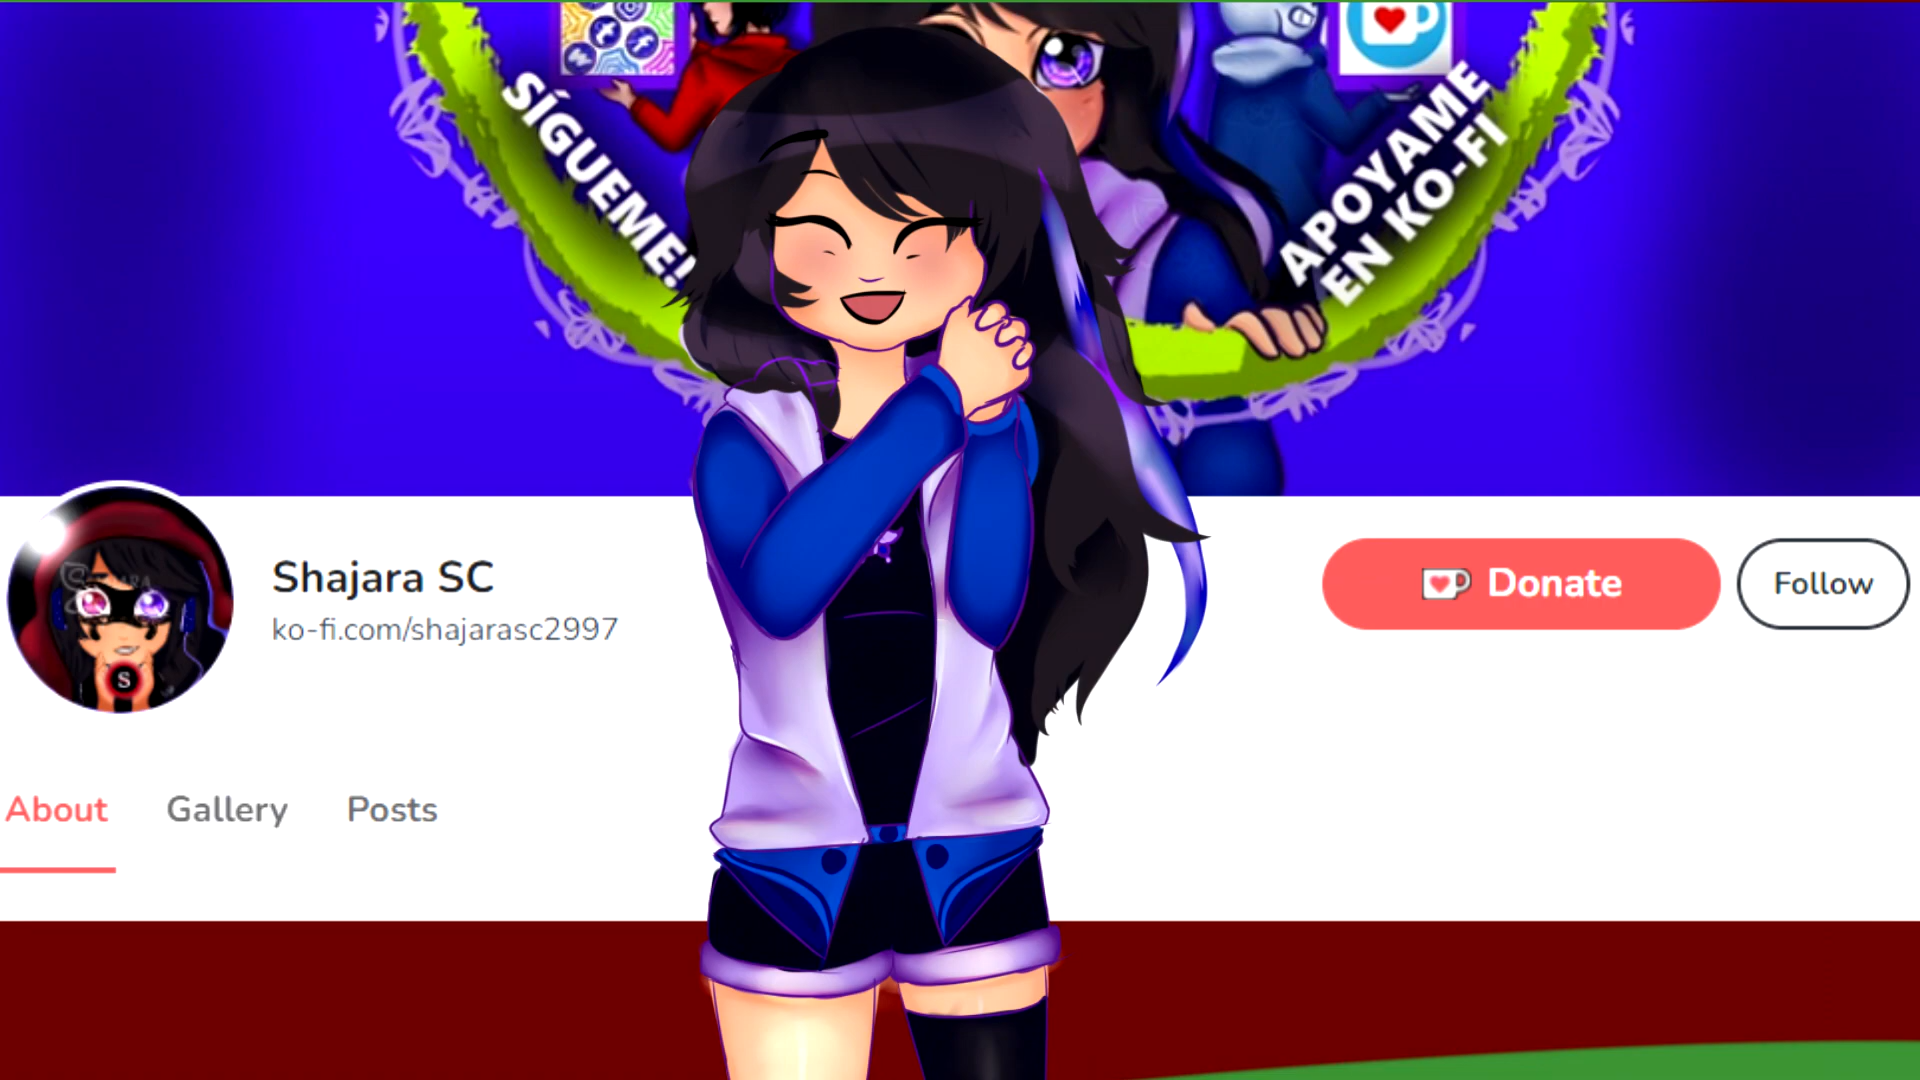 SÍGUEME!
APOYAME
EN KO-FI
Shajara SC
ko-fi.com/shajarasc2997
Donate
Follow
S
About
Gallery
Posts